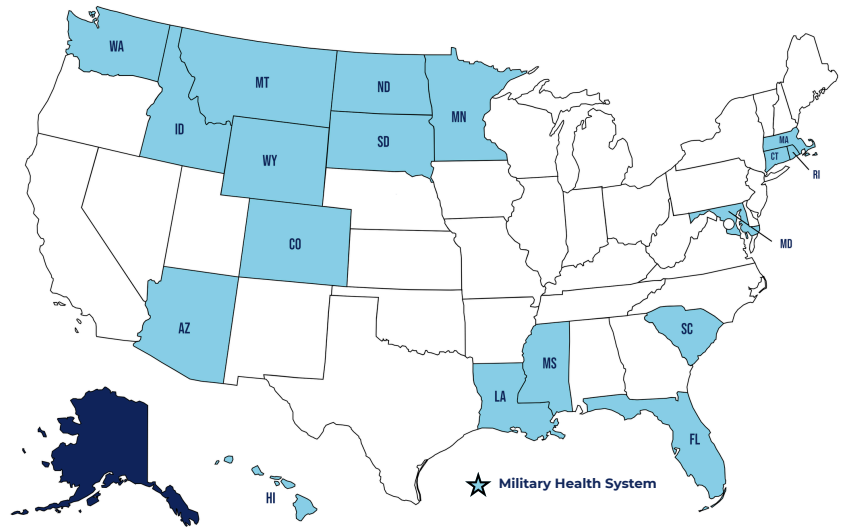 WA
MT
ND
MN
ID
SD
WY
MA
CT
RI
CO
MD
AZ
SC
MS
LA
FL
HI
Military Health System